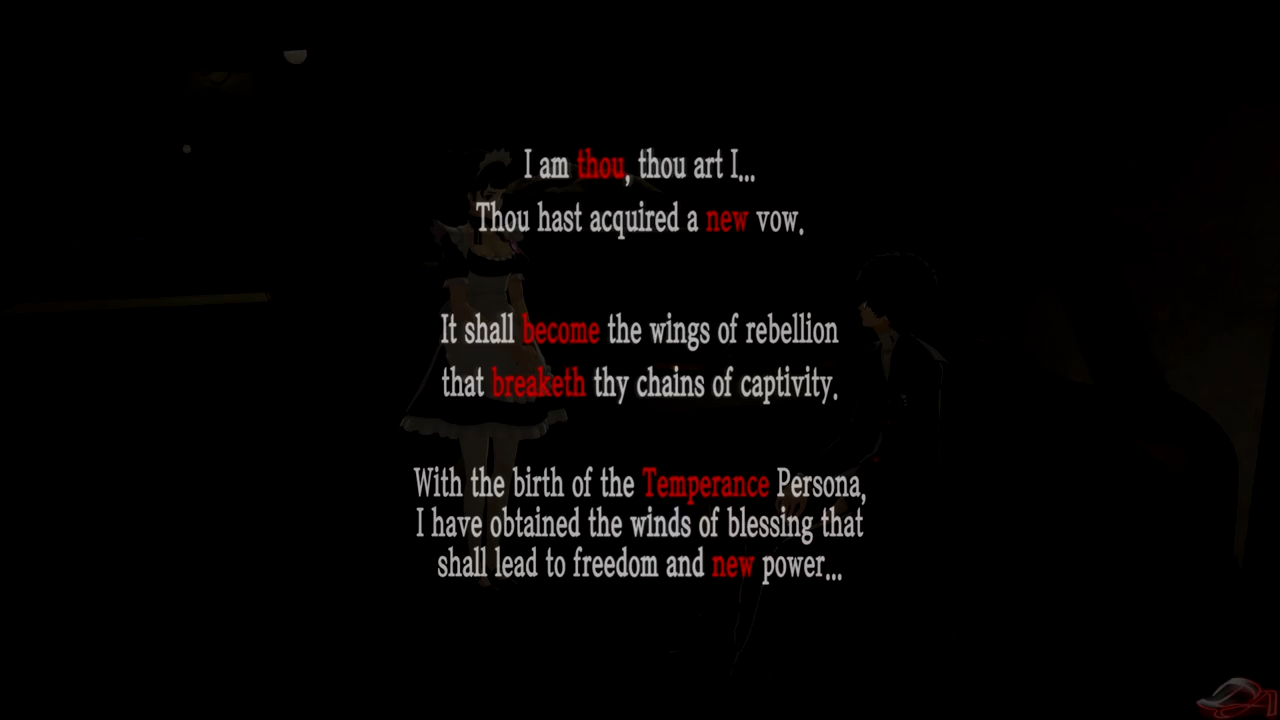 I am thou, thou art I...
Thou hast acquired a new vow.
It shall become the wings of rebellion
that breaketh thy chains of captivity.
With the birth of the Temperance Persona,
I have obtained the winds of blessing that
shall lead to freedom and new power...